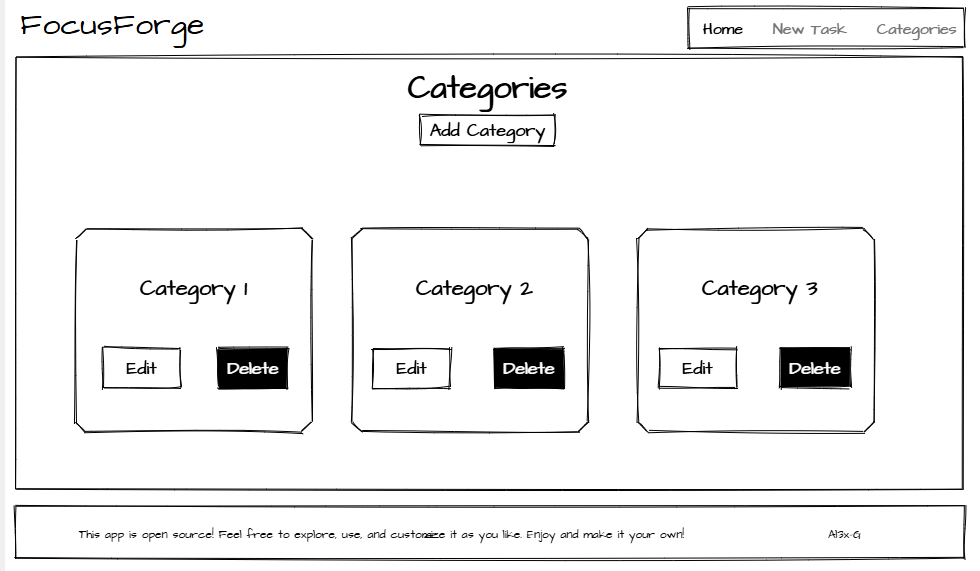 FocusForge
Home New Task Categories
Categories
Add Category
Category 1
Edit Delete
Category 2
Edit Delete
Category 3
Edit Delete
This app is open source! Feel free to explore, use, and customize it as you like. Enjoy and make it your own!
Al3x-G